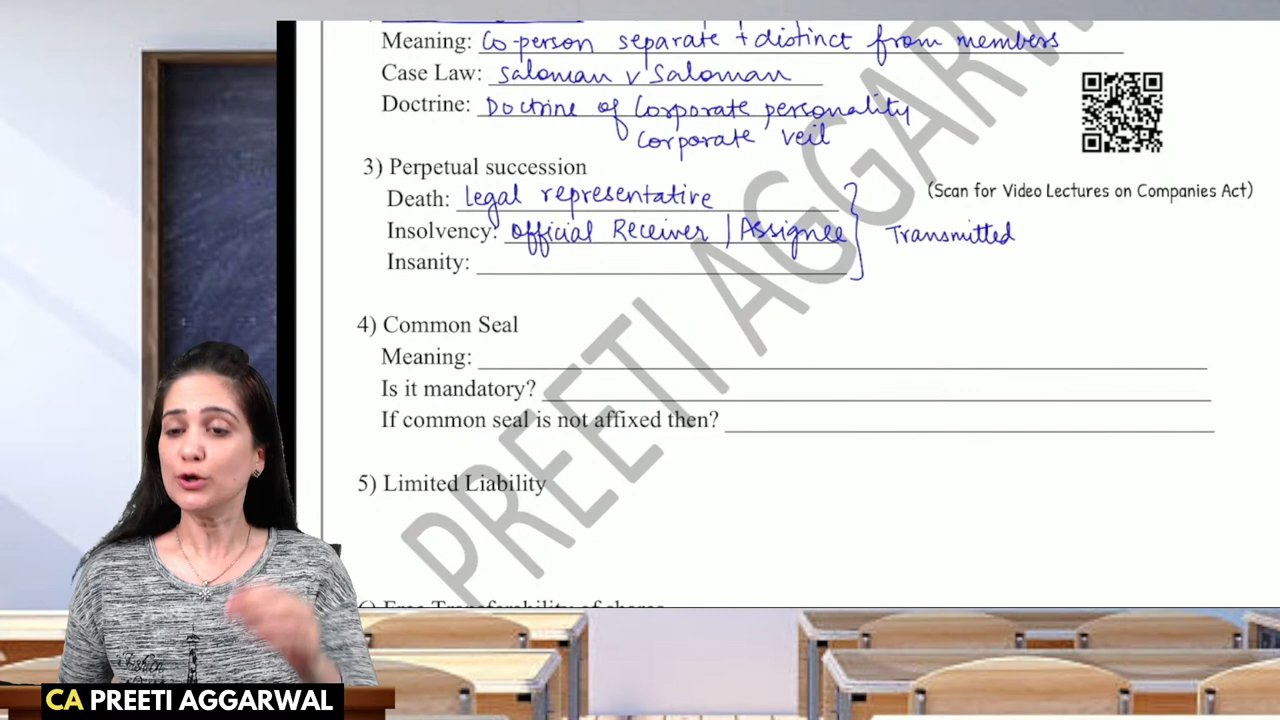 Meaning: Co person separate + distinct from members
Case Law: Saloman v Saloman
Doctrine: Doctrine of Corporate personality
Corporate veil
3) Perpetual succession
(Scan for Video Lectures on Companies Act)
Death: legal representative
Insolvency: Official Receiver / Assignee
Transmitted
Insanity:
4) Common Seal
Meaning:
Is it mandatory?
If common seal is not affixed then?
5) Limited Liability
PREETI AGGARW
CA PREETI AGGARWAL